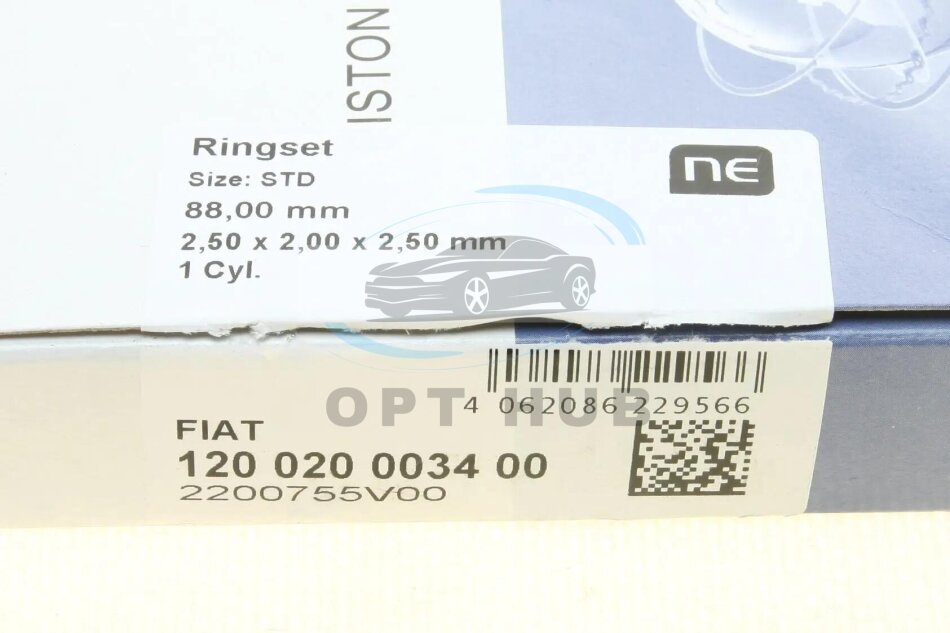 ISTON
Ringset
Size: STD
88,00 mm
2,50 x 2,00 x 2,50 mm
1 Cyl.
ne
OPT HUB
4 062086 229566
FIAT
120 020 0034 00
2200755V00